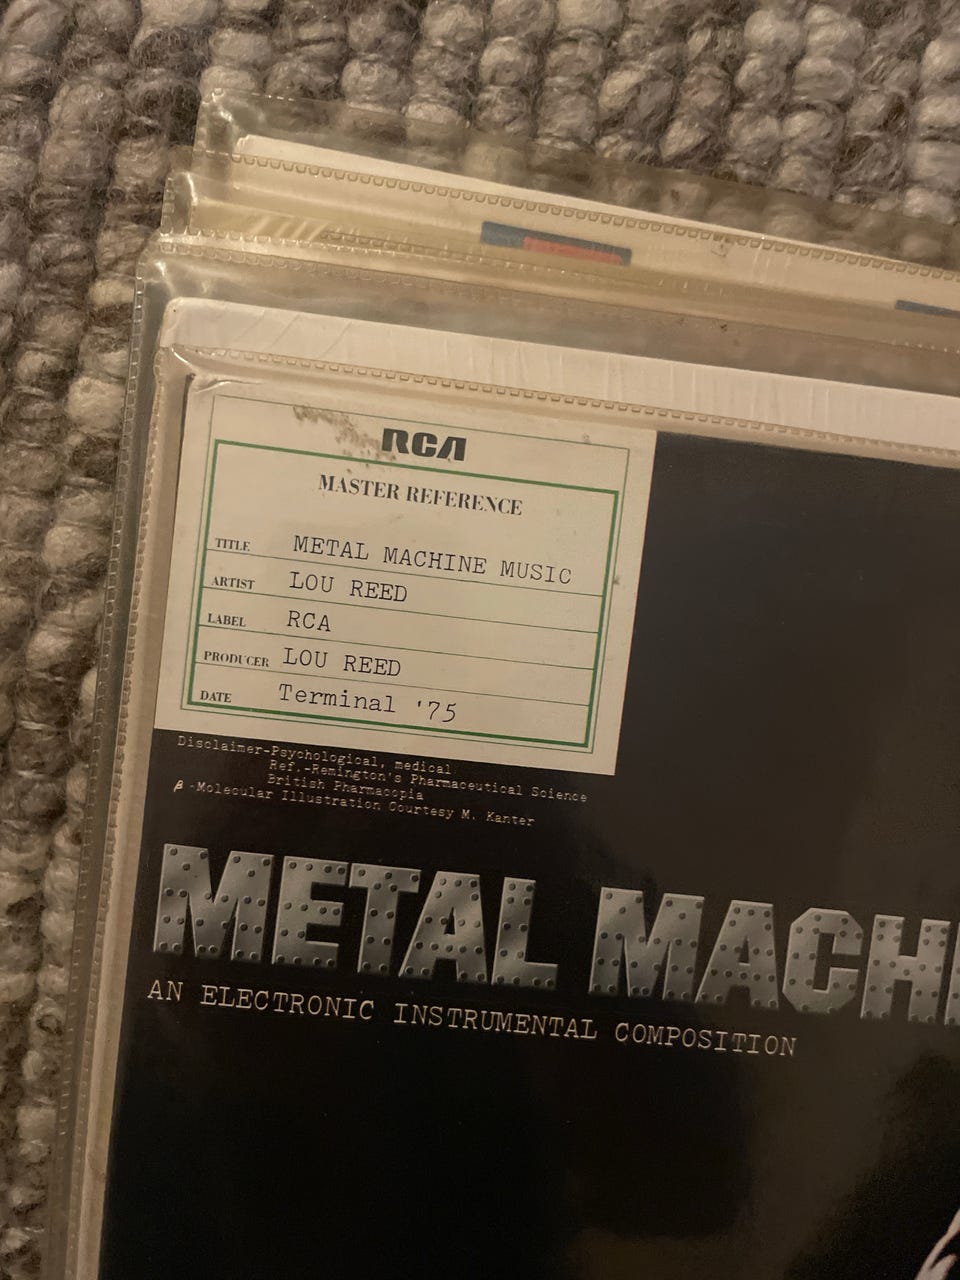 RCA
MASTER REFERENCE
TITLE METAL MACHINE MUSIC
ARTIST LOU REED
LABEL RCA
PRODUCER LOU REED
DATE Terminal '75
Disclaimer-Psychological, medical
Ref.-Remington's Pharmaceutical Science
British Pharmacopia
β-Molecular Illustration Courtesy M. Kanter
METAL MACH
AN ELECTRONIC INSTRUMENTAL COMPOSITION